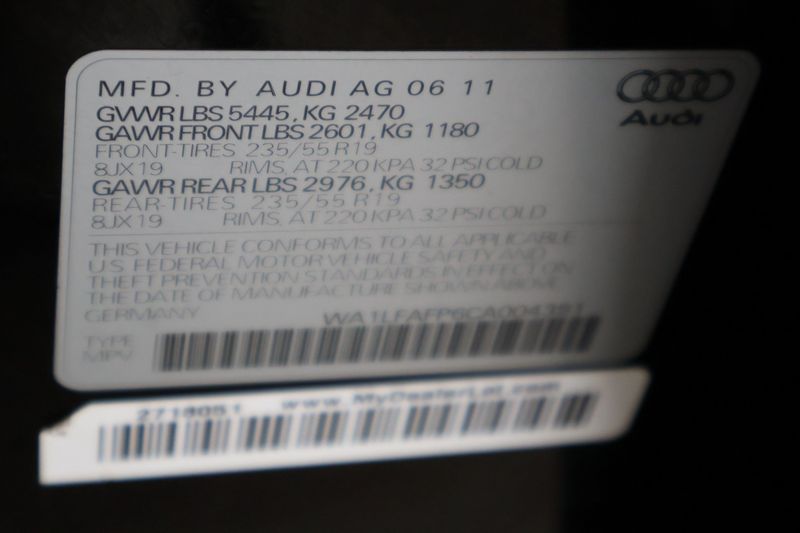 MFD. BY AUDI AG 06 11
GVWR LBS 5445, KG 2470
GAWR FRONT LBS 2601, KG 1180
FRONT-TIRES 235/55 R19
8JX19 RIMS, AT 220 KPA 32 PSI COLD
GAWR REAR LBS 2976, KG 1350
REAR-TIRES 235/55 R19
8JX19 RIMS, AT 220 KPA 32 PSI COLD
Audi
THIS VEHICLE CONFORMS TO ALL APPLICABLE
U.S. FEDERAL MOTOR VEHICLE SAFETY AND
THEFT PREVENTION STANDARDS IN EFFECT ON
THE DATE OF MANUFACTURE SHOWN ABOVE
GERMANY
TYPE
MPV
2718051 www.MyDealerLot.com